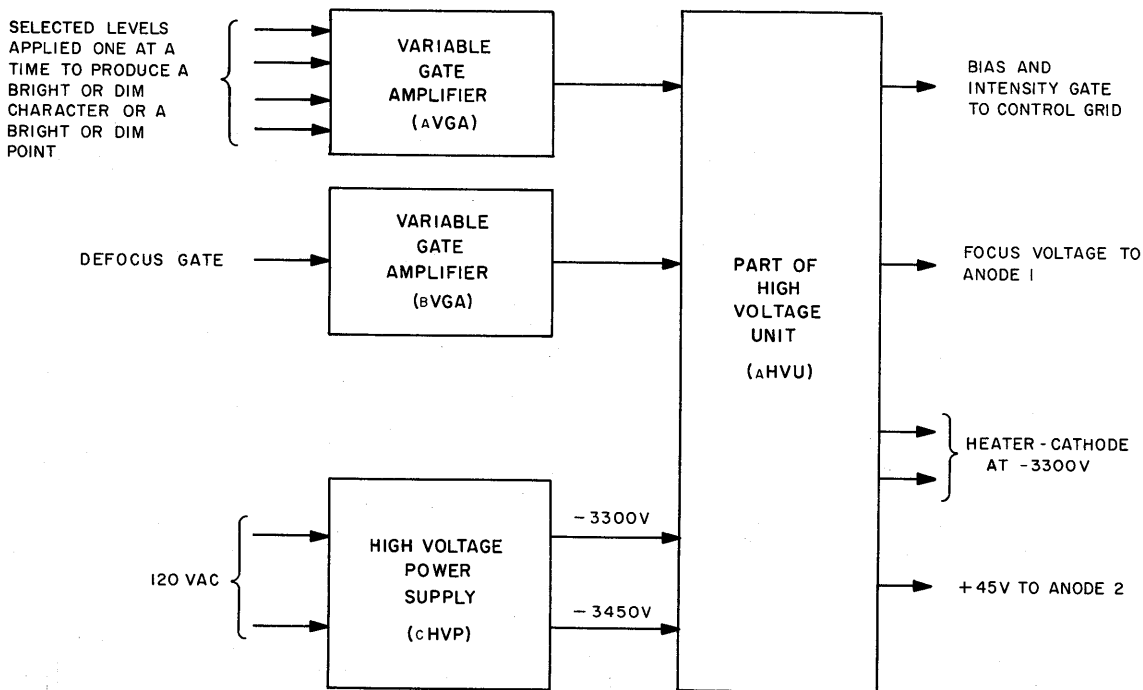 SELECTED LEVELS
APPLIED ONE AT A
TIME TO PRODUCE A
BRIGHT OR DIM
CHARACTER OR A
BRIGHT OR DIM
POINT
VARIABLE
GATE
AMPLIFIER
(AVGA)
BIAS AND
INTENSITY GATE
TO CONTROL GRID
DEFOCUS GATE
VARIABLE
GATE
AMPLIFIER
(BVGA)
PART OF
HIGH
VOLTAGE
UNIT
(AHVU)
FOCUS VOLTAGE TO
ANODE 1
HEATER-CATHODE
AT -3300V
120 VAC
HIGH VOLTAGE
POWER
SUPPLY
(CHVP)
-3300V
-3450V
+45V TO ANODE 2